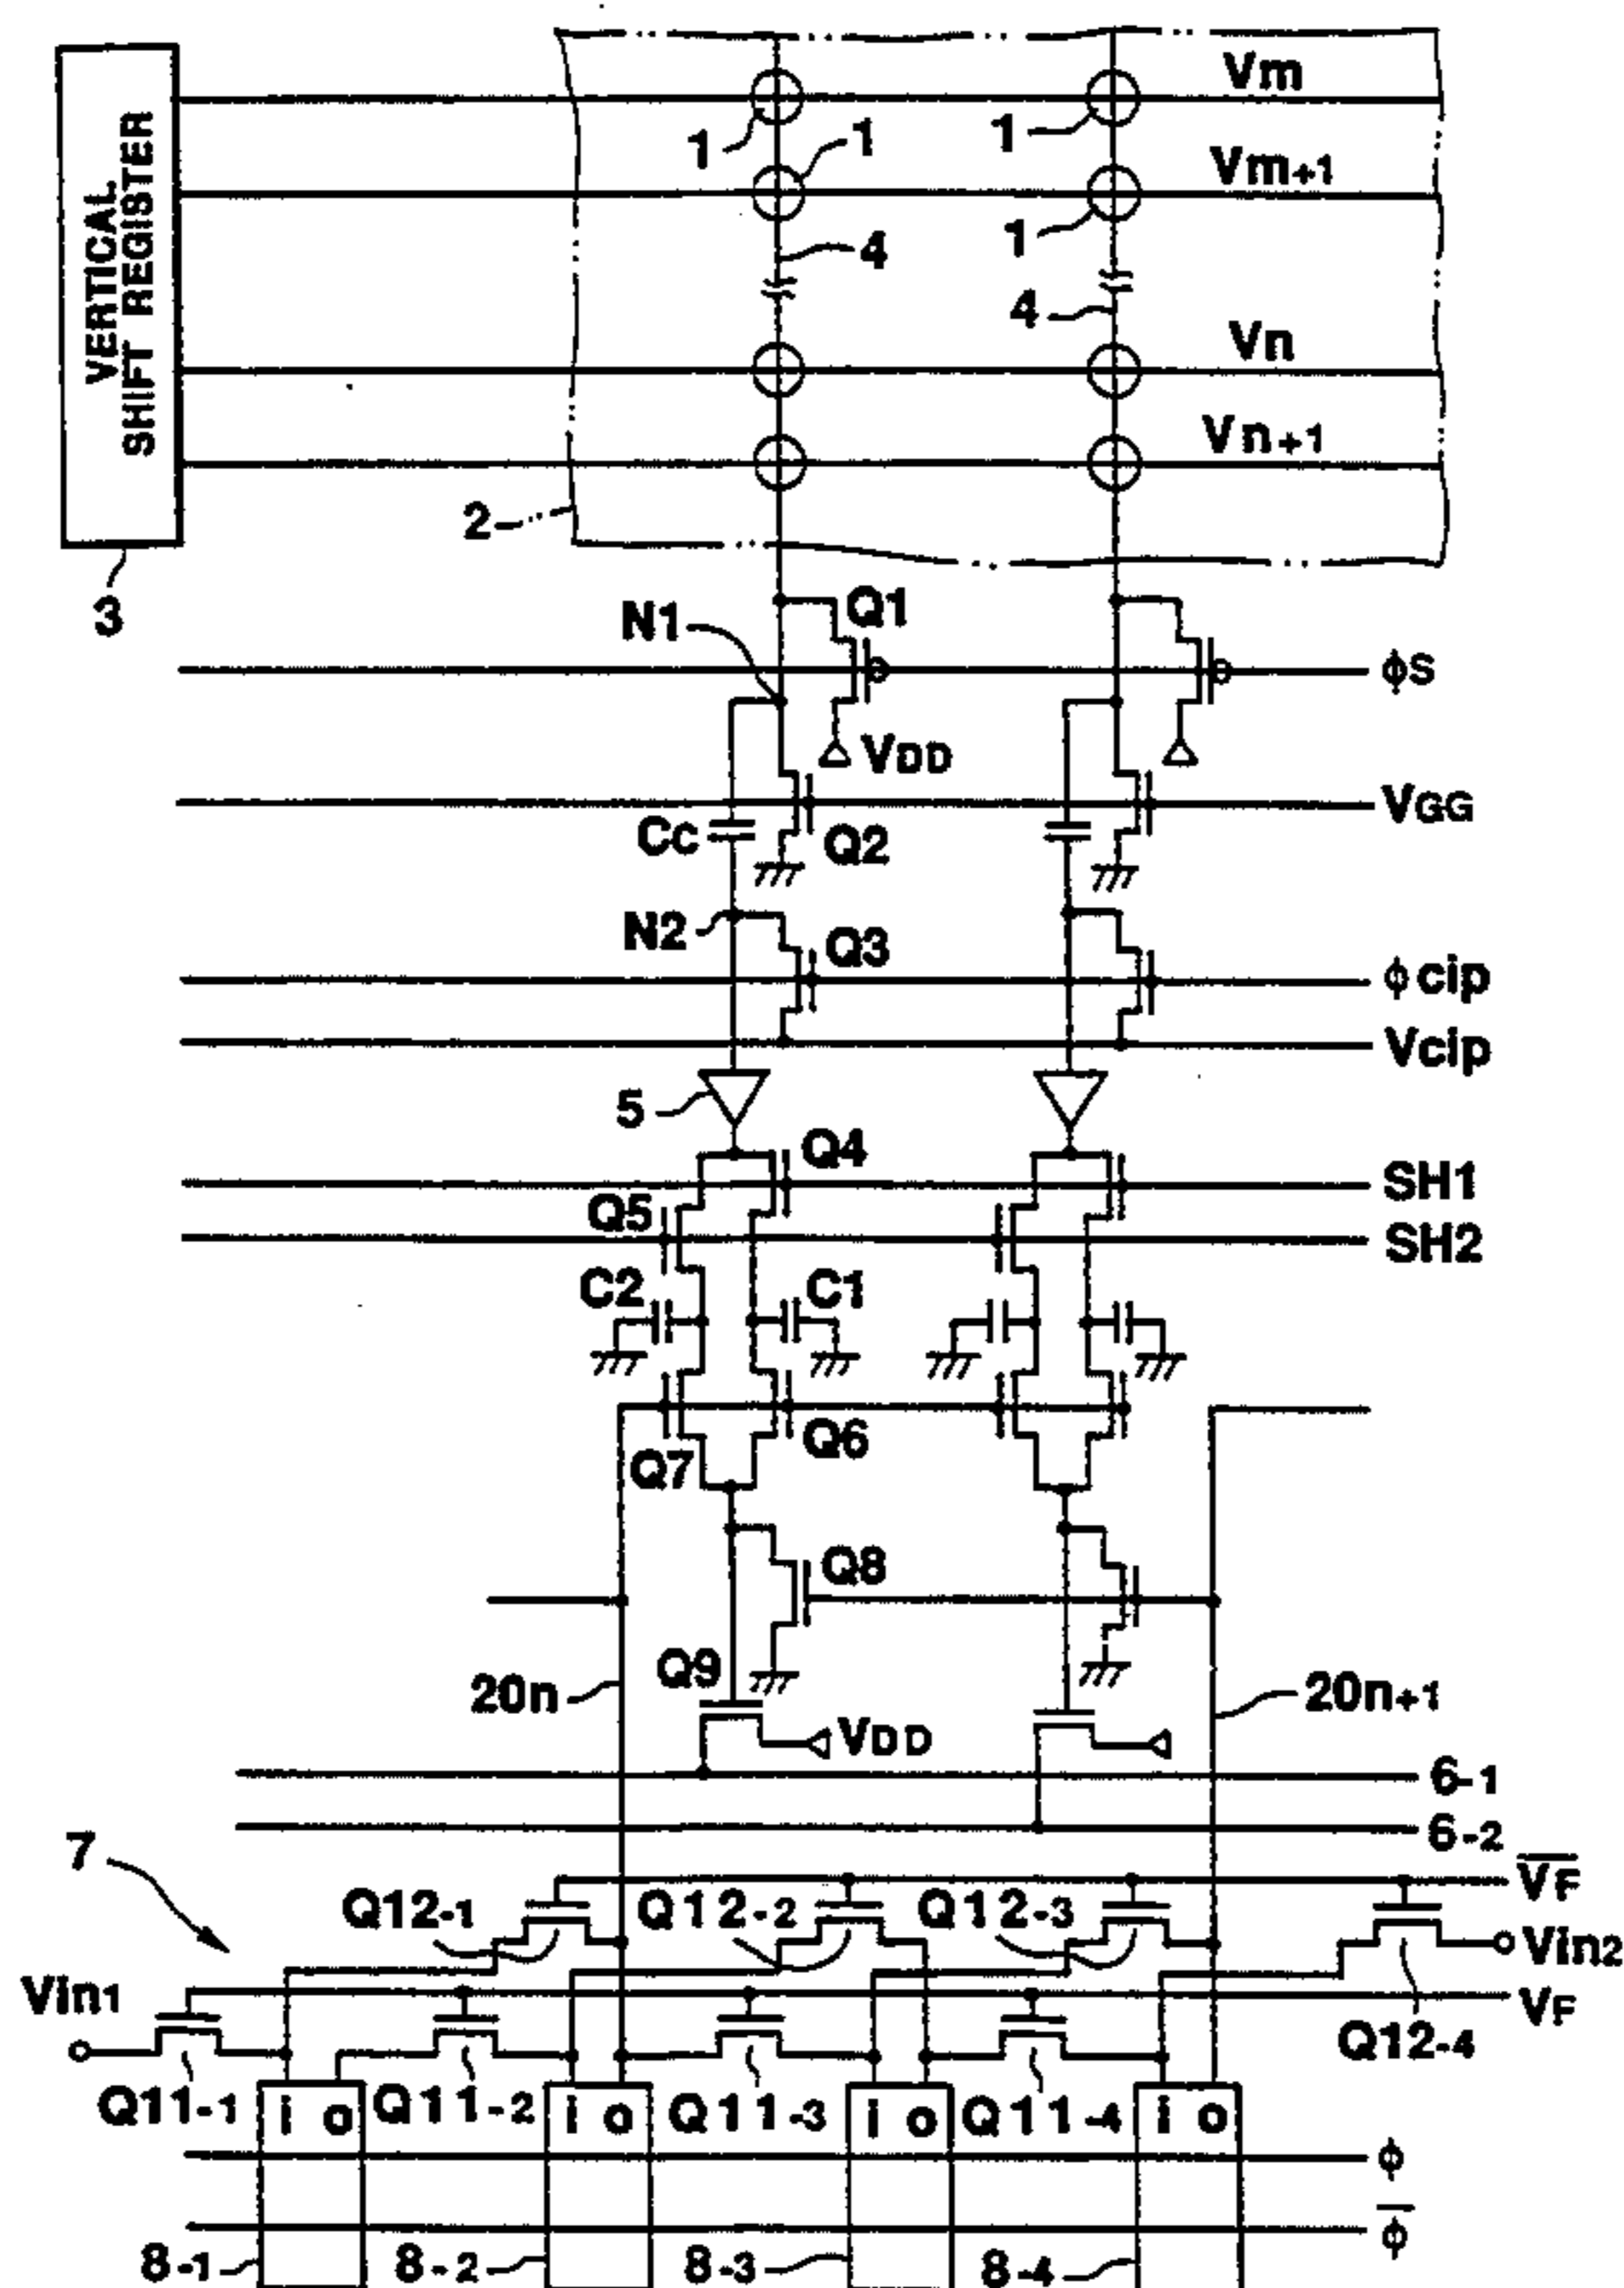 VERTICAL
SHIFT REGISTER
Vm
1 1 1
Vm+1
1
4
4
Vn
Vn+1
2
3
N1 Q1
φS
VDD
VGG
Cc Q2
N2 Q3
φcip
Vcip
5
Q4
SH1
Q5
SH2
C2 C1
Q6
Q7
Q8
Q9
20n 20n+1
VDD
6-1
6-2
7
VF
Q12-1 Q12-2 Q12-3
Vin2
Vin1
VF
Q12-4
Q11-1 i o Q11-2 i o Q11-3 i o Q11-4 i o
φ
φ
8-1 8-2 8-3 8-4